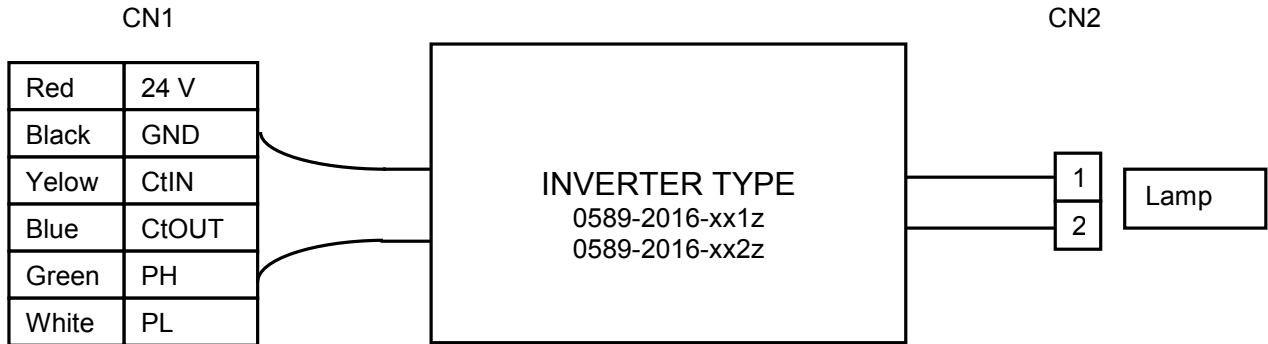 CN1
CN2
Red 24 V
Black GND
Yelow CtIN
Blue CtOUT
Green PH
White PL
INVERTER TYPE
0589-2016-xx1z
0589-2016-xx2z
1
2
Lamp